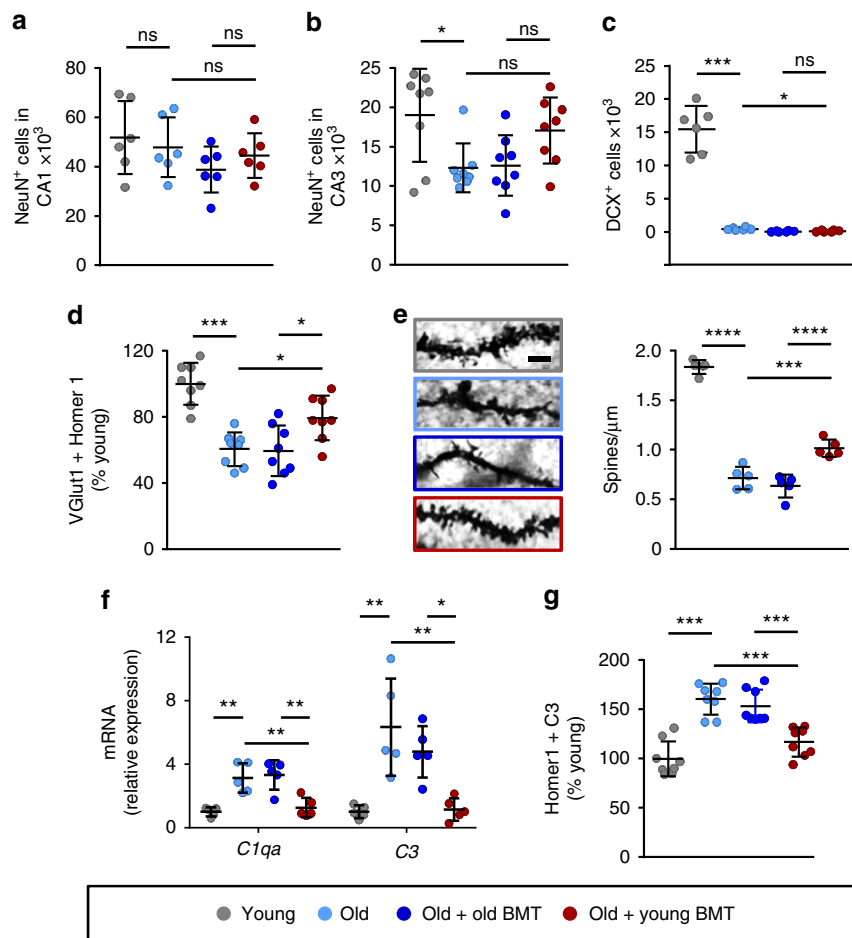 a
ns
ns
ns
NeuN+ cells in
CA1 ×10³
80
60
40
20
0
b
*
ns
ns
NeuN+ cells in
CA3 ×10³
25
20
15
10
5
0
c
***
ns
*
DCX+ cells ×10³
25
20
15
10
5
0
d
***
*
*
VGlut1 + Homer 1
(% young)
120
80
40
0
e
****
****
***
Spines/μm
2.0
1.0
0.5
0
f
**
*
**
**
**
**
mRNA
(relative expression)
12
8
4
0
C1qa
C3
g
***
***
***
Homer1 + C3
(% young)
200
150
100
50
0
Young
Old
Old + old BMT
Old + young BMT